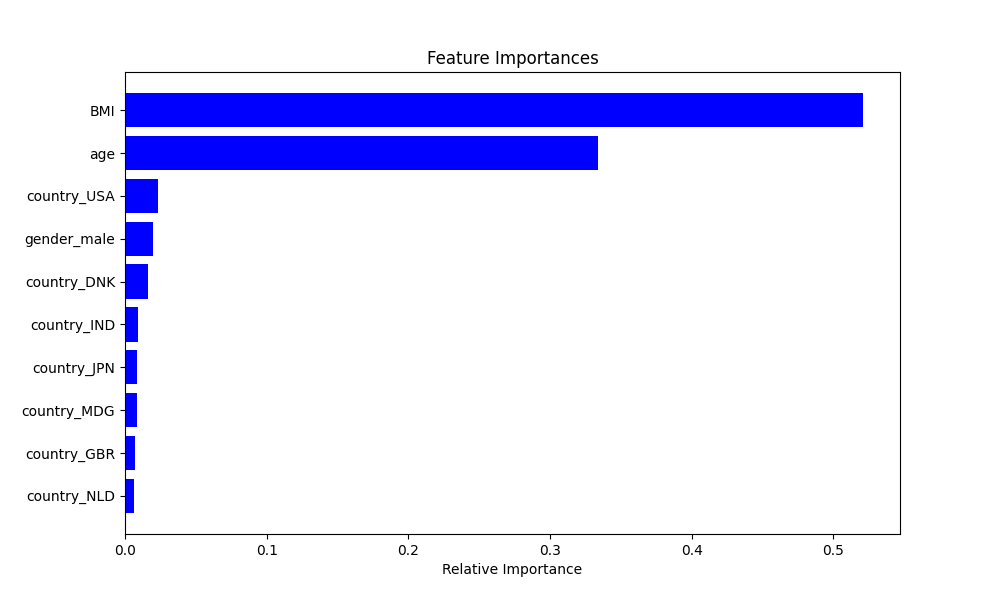 Feature Importances
BMI
age
country_USA
gender_male
country_DNK
country_IND
country_JPN
country_MDG
country_GBR
country_NLD
0.0 0.1 0.2 0.3 0.4 0.5
Relative Importance